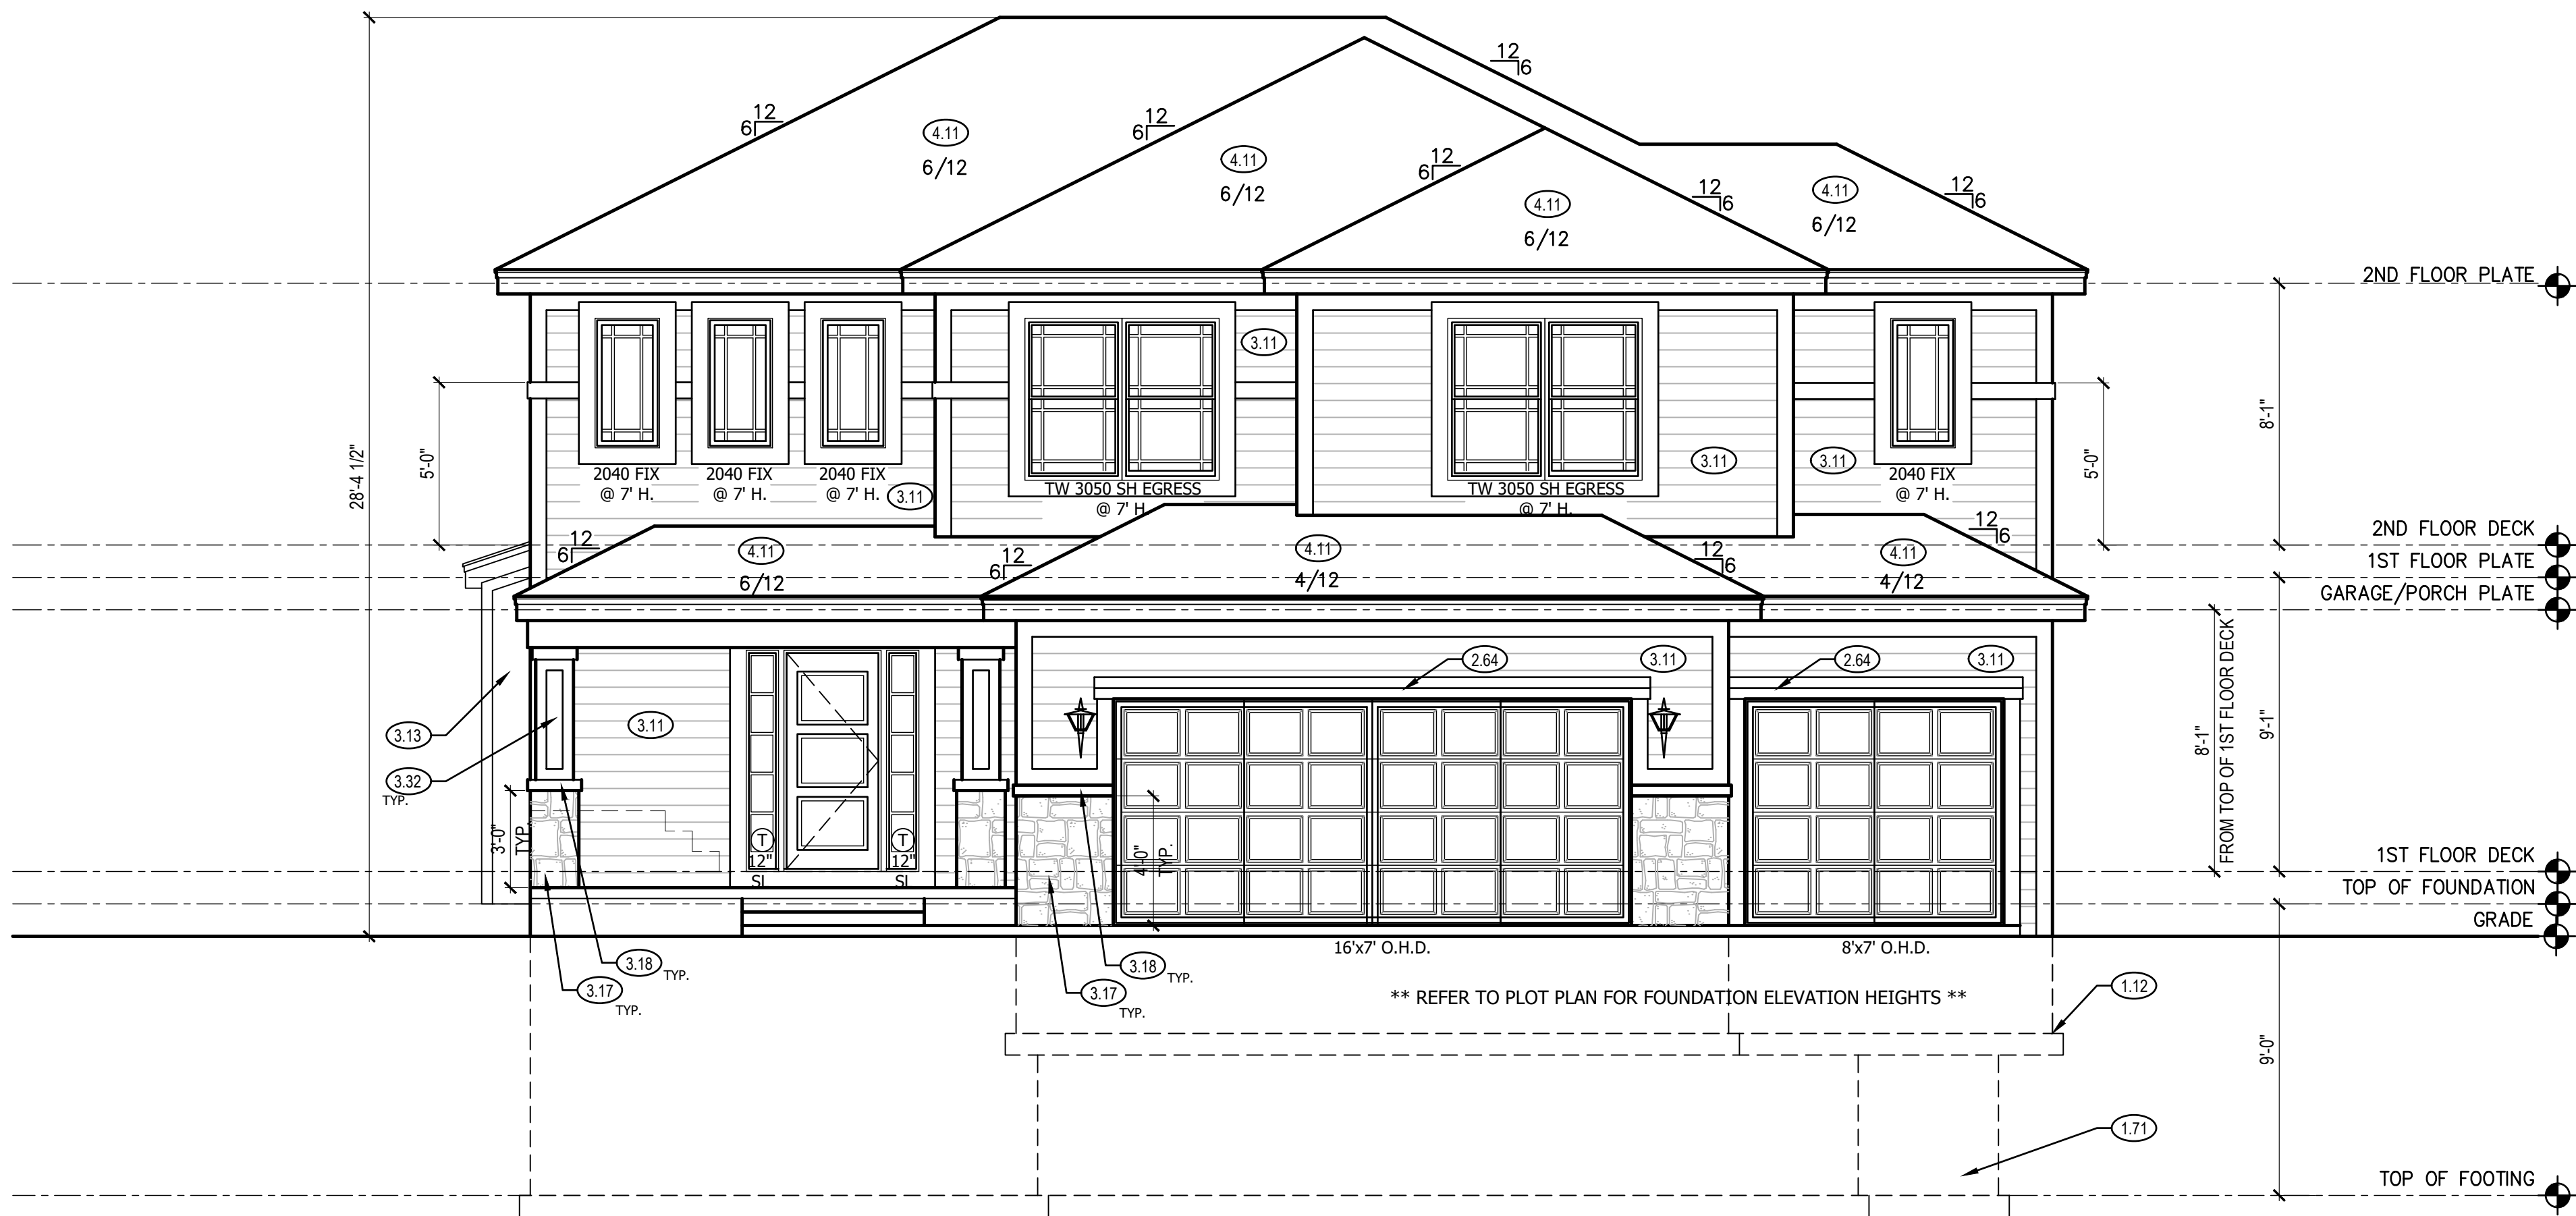 12
6
12
6
12
6
4.11
6/12
4.11
6/12
12
6
4.11
6/12
12
6
4.11
6/12
12
6
2ND FLOOR PLATE
28'-4 1/2"
5'-0"
2040 FIX
@ 7' H.
2040 FIX
@ 7' H.
2040 FIX
@ 7' H.
3.11
3.11
TW 3050 SH EGRESS
@ 7' H.
TW 3050 SH EGRESS
@ 7' H.
3.11
3.11
2040 FIX
@ 7' H.
5'-0"
8'-1"
2ND FLOOR DECK
1ST FLOOR PLATE
GARAGE/PORCH PLATE
12
6
4.11
6/12
12
6
4.11
4/12
12
6
4.11
4/12
12
6
3.13
3.32
TYP.
3.11
2.64
3.11
2.64
3.11
8'-1"
FROM TOP OF 1ST FLOOR DECK
9'-1"
3'-0"
TYP.
T
12"
SL
T
12"
SL
4'-0"
TYP.
1ST FLOOR DECK
TOP OF FOUNDATION
GRADE
16'x7' O.H.D.
8'x7' O.H.D.
3.18
TYP.
3.17
TYP.
3.18
TYP.
3.17
TYP.
** REFER TO PLOT PLAN FOR FOUNDATION ELEVATION HEIGHTS **
1.12
9'-0"
1.71
TOP OF FOOTING